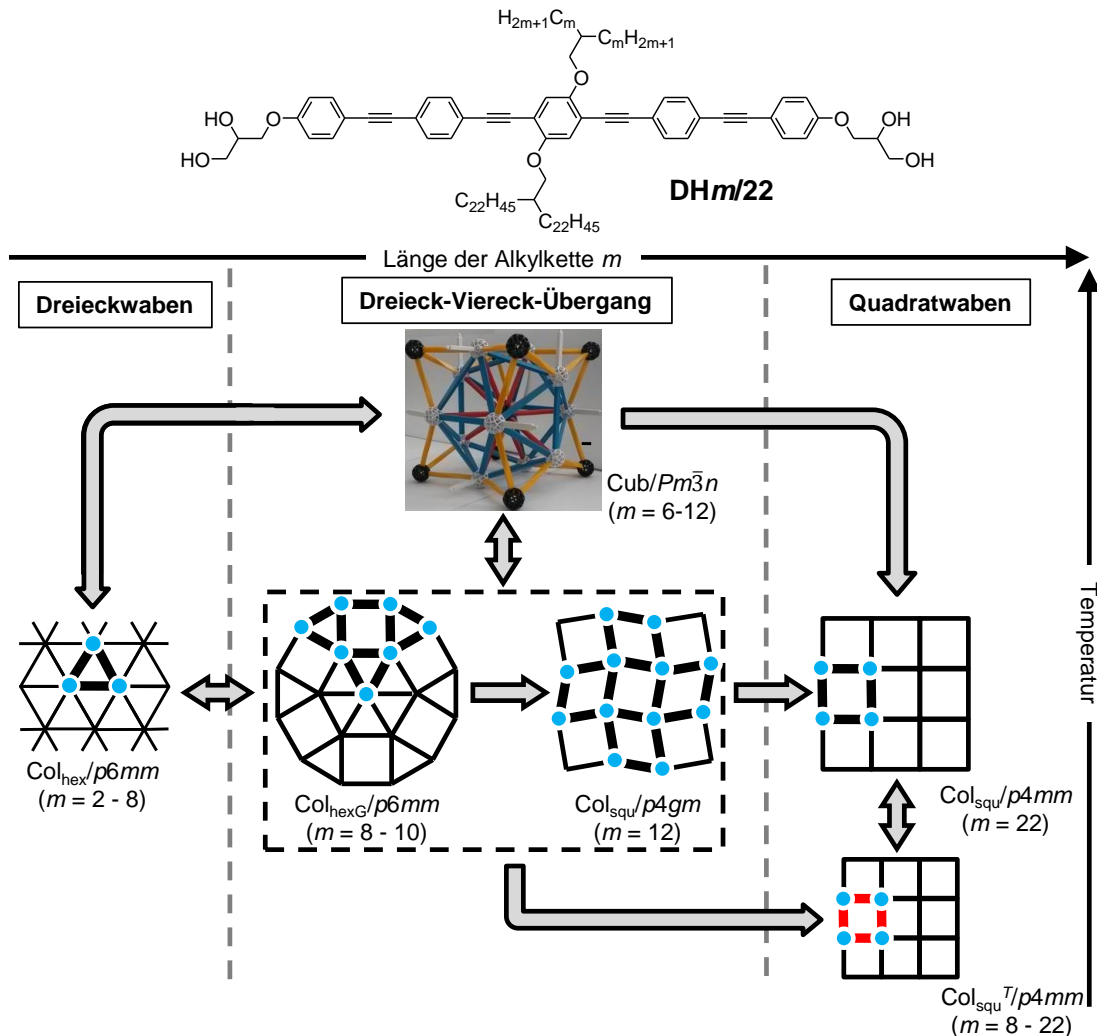 H2m+1Cm
CmH2m+1
O
HO
O
O
OH
HO
O
OH
C22H45
C22H45
DHm/22
Länge der Alkylkette m
Dreieckwaben
Dreieck-Viereck-Übergang
Quadratwaben
Cub/Pm3̄n
(m = 6-12)
Temperatur
Colhex/p6mm
(m = 2 - 8)
ColhexG/p6mm
(m = 8 - 10)
Colsqu/p4gm
(m = 12)
Colsqu/p4mm
(m = 22)
ColsquT/p4mm
(m = 8 - 22)